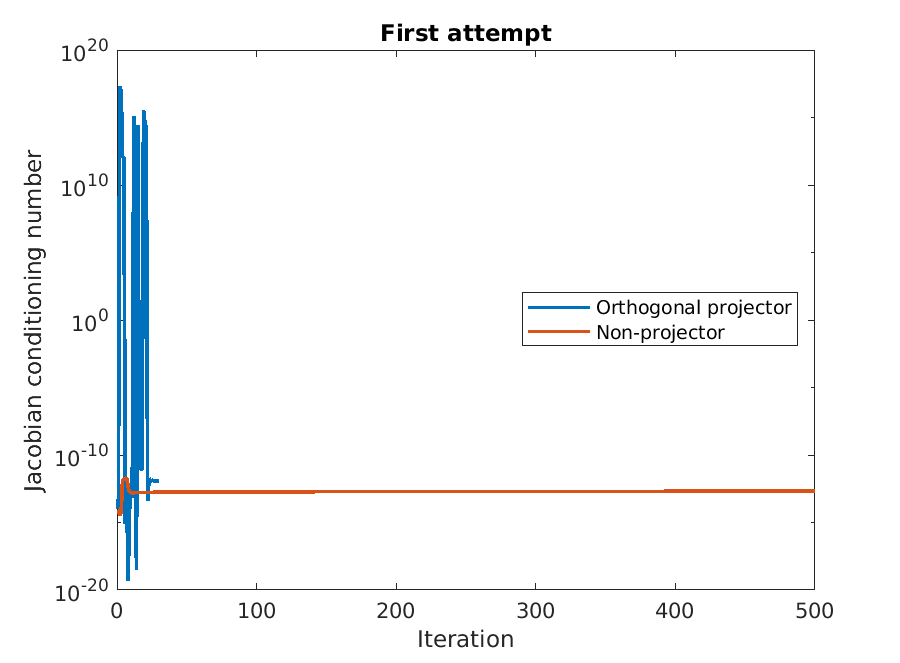 First attempt
Jacobian conditioning number
10^20
10^10
10^0
10^-10
10^-20
Orthogonal projector
Non-projector
0 100 200 300 400 500
Iteration